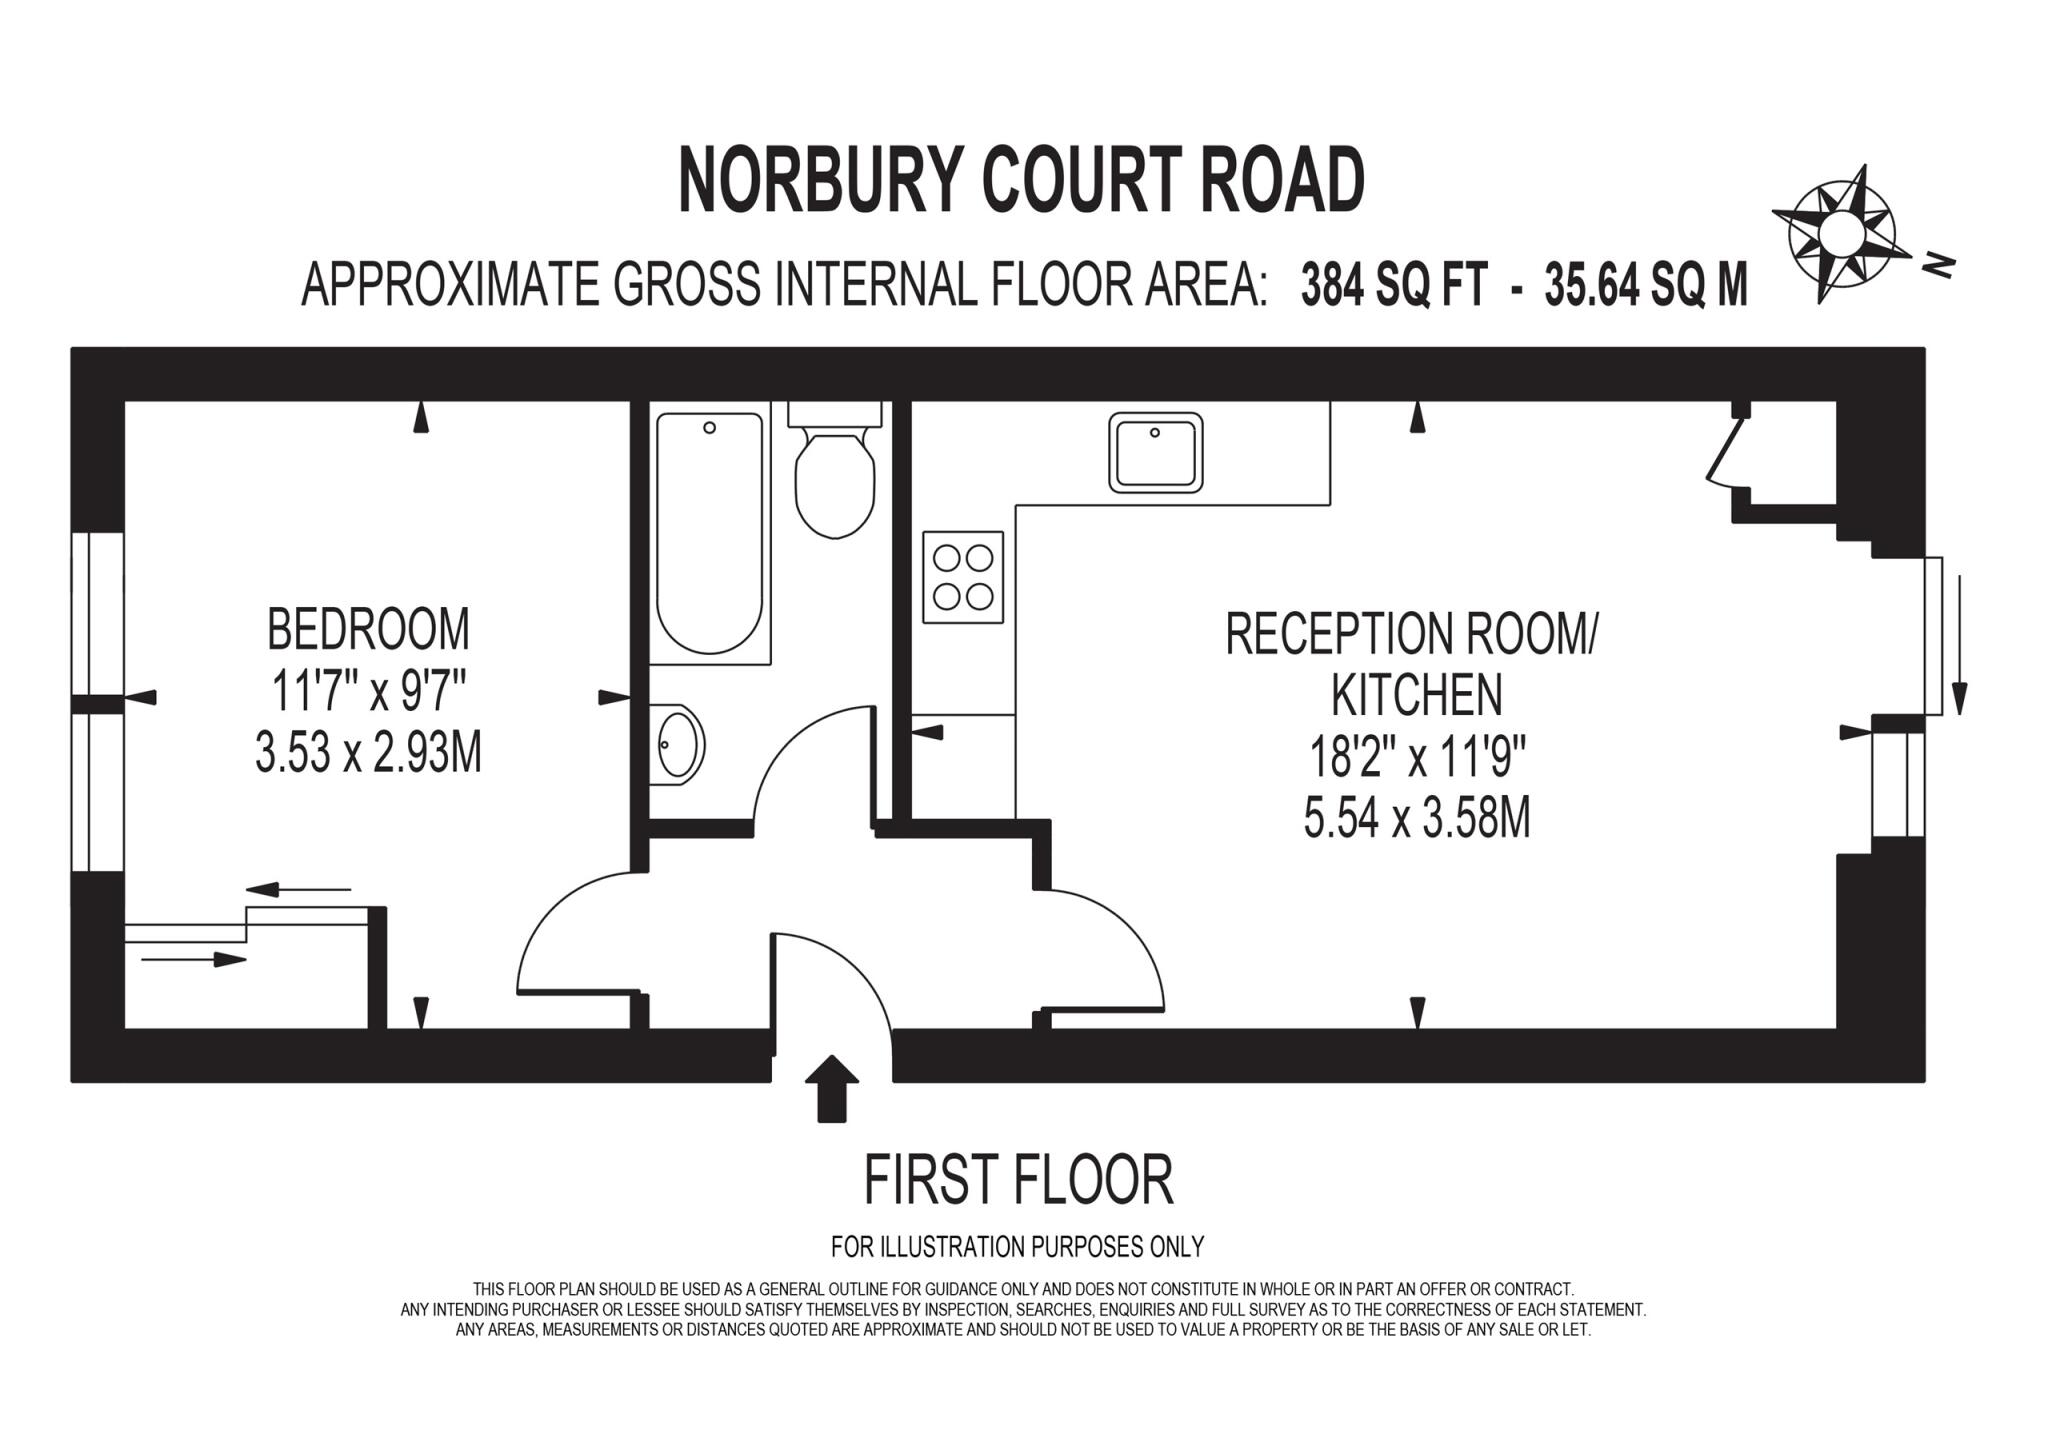 NORBURY COURT ROAD
APPROXIMATE GROSS INTERNAL FLOOR AREA: 384 SQ FT - 35.64 SQ M
N
BEDROOM
11'7" x 9'7"
3.53 x 2.93M
RECEPTION ROOM/
KITCHEN
18'2" x 11'9"
5.54 x 3.58M
FIRST FLOOR
FOR ILLUSTRATION PURPOSES ONLY
THIS FLOOR PLAN SHOULD BE USED AS A GENERAL OUTLINE FOR GUIDANCE ONLY AND DOES NOT CONSTITUTE IN WHOLE OR IN PART AN OFFER OR CONTRACT.
ANY INTENDING PURCHASER OR LESSEE SHOULD SATISFY THEMSELVES BY INSPECTION, SEARCHES, ENQUIRIES AND FULL SURVEY AS TO THE CORRECTNESS OF EACH STATEMENT.
ANY AREAS, MEASUREMENTS OR DISTANCES QUOTED ARE APPROXIMATE AND SHOULD NOT BE USED TO VALUE A PROPERTY OR BE THE BASIS OF ANY SALE OR LET.